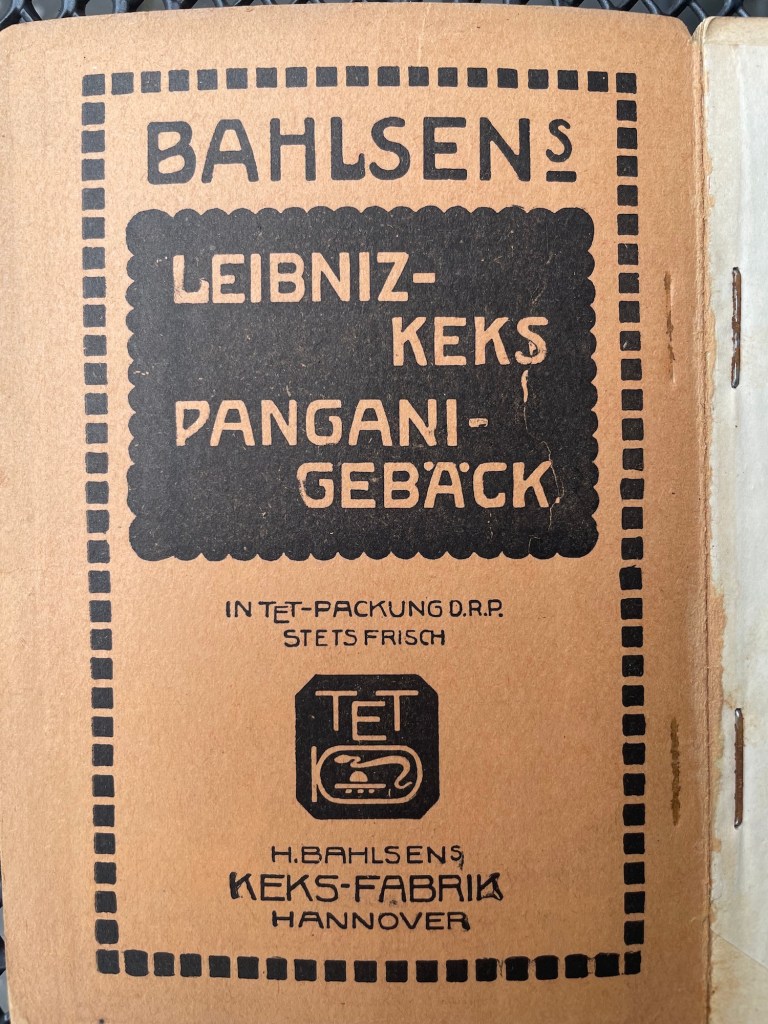 BAHLSENS
LEIBNIZ-
KEKS
PANGANI-
GEBÄCK
IN TET-PACKUNG D.R.P.
STETS FRISCH
TET
H. BAHLSENS
KEKS-FABRIK
HANNOVER